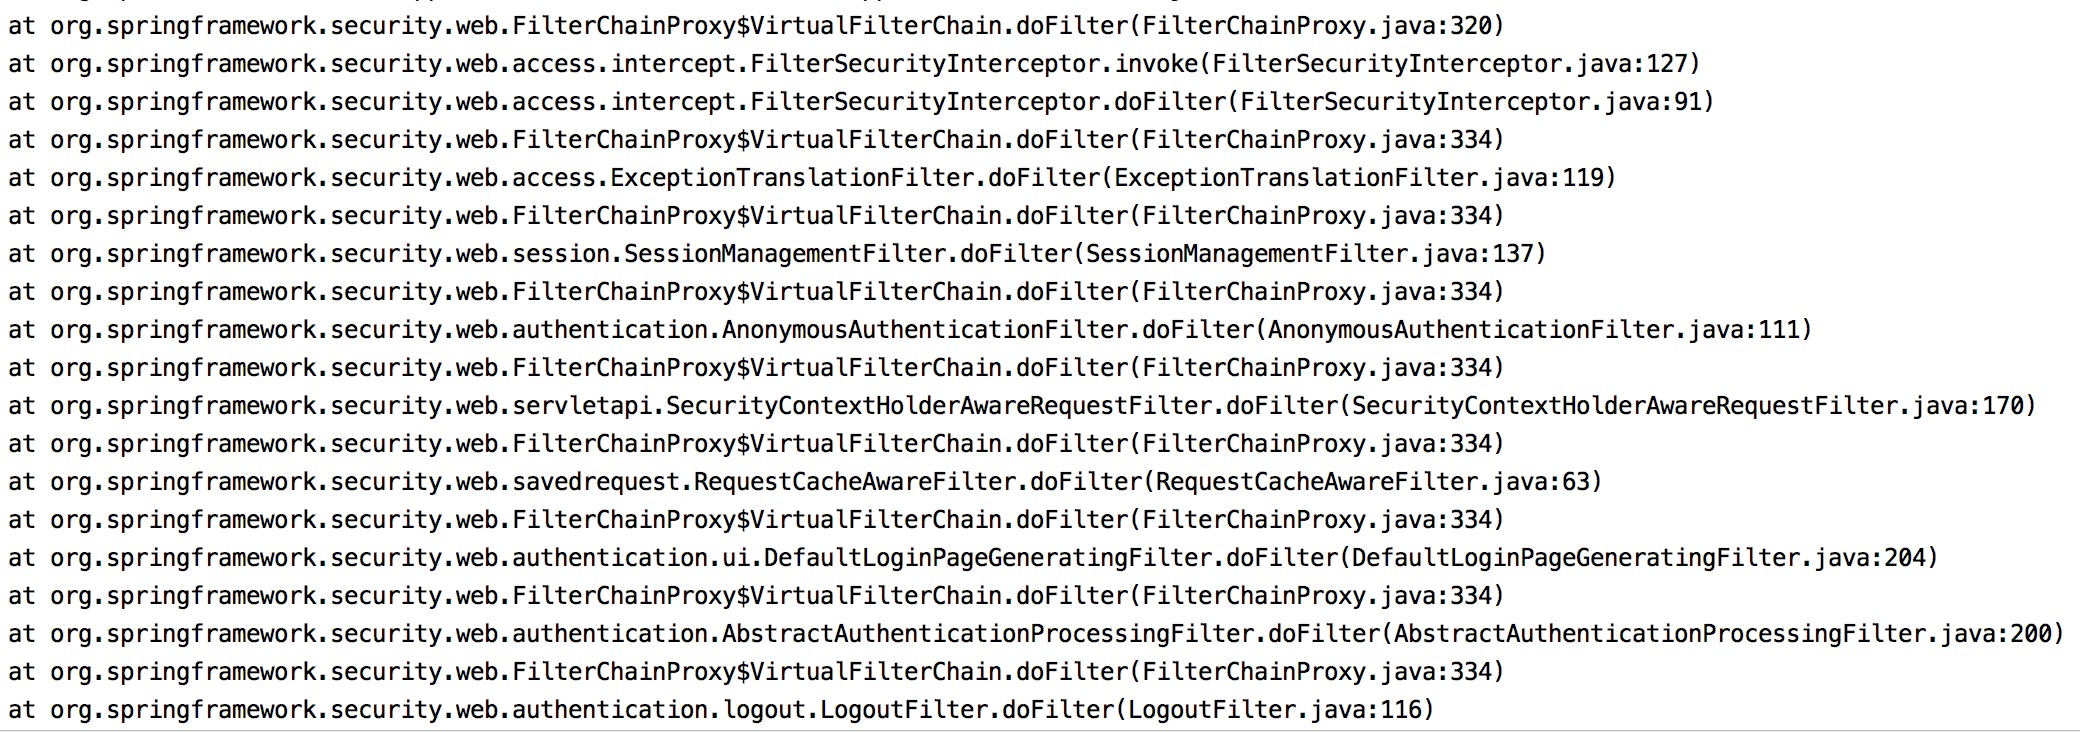 at org.springframework.security.web.FilterChainProxy$VirtualFilterChain.doFilter(FilterChainProxy.java:320)
at org.springframework.security.web.access.intercept.FilterSecurityInterceptor.invoke(FilterSecurityInterceptor.java:127)
at org.springframework.security.web.access.intercept.FilterSecurityInterceptor.doFilter(FilterSecurityInterceptor.java:91)
at org.springframework.security.web.FilterChainProxy$VirtualFilterChain.doFilter(FilterChainProxy.java:334)
at org.springframework.security.web.access.ExceptionTranslationFilter.doFilter(ExceptionTranslationFilter.java:119)
at org.springframework.security.web.FilterChainProxy$VirtualFilterChain.doFilter(FilterChainProxy.java:334)
at org.springframework.security.web.session.SessionManagementFilter.doFilter(SessionManagementFilter.java:137)
at org.springframework.security.web.FilterChainProxy$VirtualFilterChain.doFilter(FilterChainProxy.java:334)
at org.springframework.security.web.authentication.AnonymousAuthenticationFilter.doFilter(AnonymousAuthenticationFilter.java:111)
at org.springframework.security.web.FilterChainProxy$VirtualFilterChain.doFilter(FilterChainProxy.java:334)
at org.springframework.security.web.servletapi.SecurityContextHolderAwareRequestFilter.doFilter(SecurityContextHolderAwareRequestFilter.java:170)
at org.springframework.security.web.FilterChainProxy$VirtualFilterChain.doFilter(FilterChainProxy.java:334)
at org.springframework.security.web.savedrequest.RequestCacheAwareFilter.doFilter(RequestCacheAwareFilter.java:63)
at org.springframework.security.web.FilterChainProxy$VirtualFilterChain.doFilter(FilterChainProxy.java:334)
at org.springframework.security.web.authentication.ui.DefaultLoginPageGeneratingFilter.doFilter(DefaultLoginPageGeneratingFilter.java:204)
at org.springframework.security.web.FilterChainProxy$VirtualFilterChain.doFilter(FilterChainProxy.java:334)
at org.springframework.security.web.authentication.AbstractAuthenticationProcessingFilter.doFilter(AbstractAuthenticationProcessingFilter.java:200)
at org.springframework.security.web.FilterChainProxy$VirtualFilterChain.doFilter(FilterChainProxy.java:334)
at org.springframework.security.web.authentication.logout.LogoutFilter.doFilter(LogoutFilter.java:116)